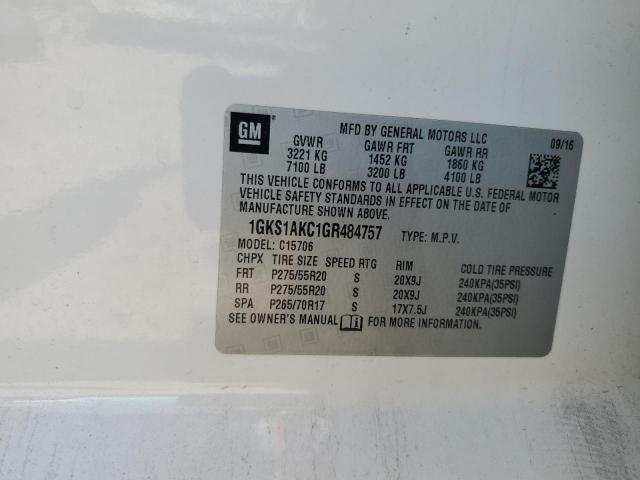 GM
MFD BY GENERAL MOTORS LLC 09/16
GVWR GAWR FRT GAWR RR
3221 KG 1452 KG 1860 KG
7100 LB 3200 LB 4100 LB
THIS VEHICLE CONFORMS TO ALL APPLICABLE U.S. FEDERAL MOTOR
VEHICLE SAFETY STANDARDS IN EFFECT ON THE DATE OF
MANUFACTURE SHOWN ABOVE.
1GKS1AKC1GR484757 TYPE: M.P.V.
MODEL: C15706
CHPX TIRE SIZE SPEED RTG RIM COLD TIRE PRESSURE
FRT P275/55R20 S 20X9J 240KPA(35PSI)
RR P275/55R20 S 20X9J 240KPA(35PSI)
SPA P265/70R17 S 17X7.5J 240KPA(35PSI)
SEE OWNER'S MANUAL FOR MORE INFORMATION.